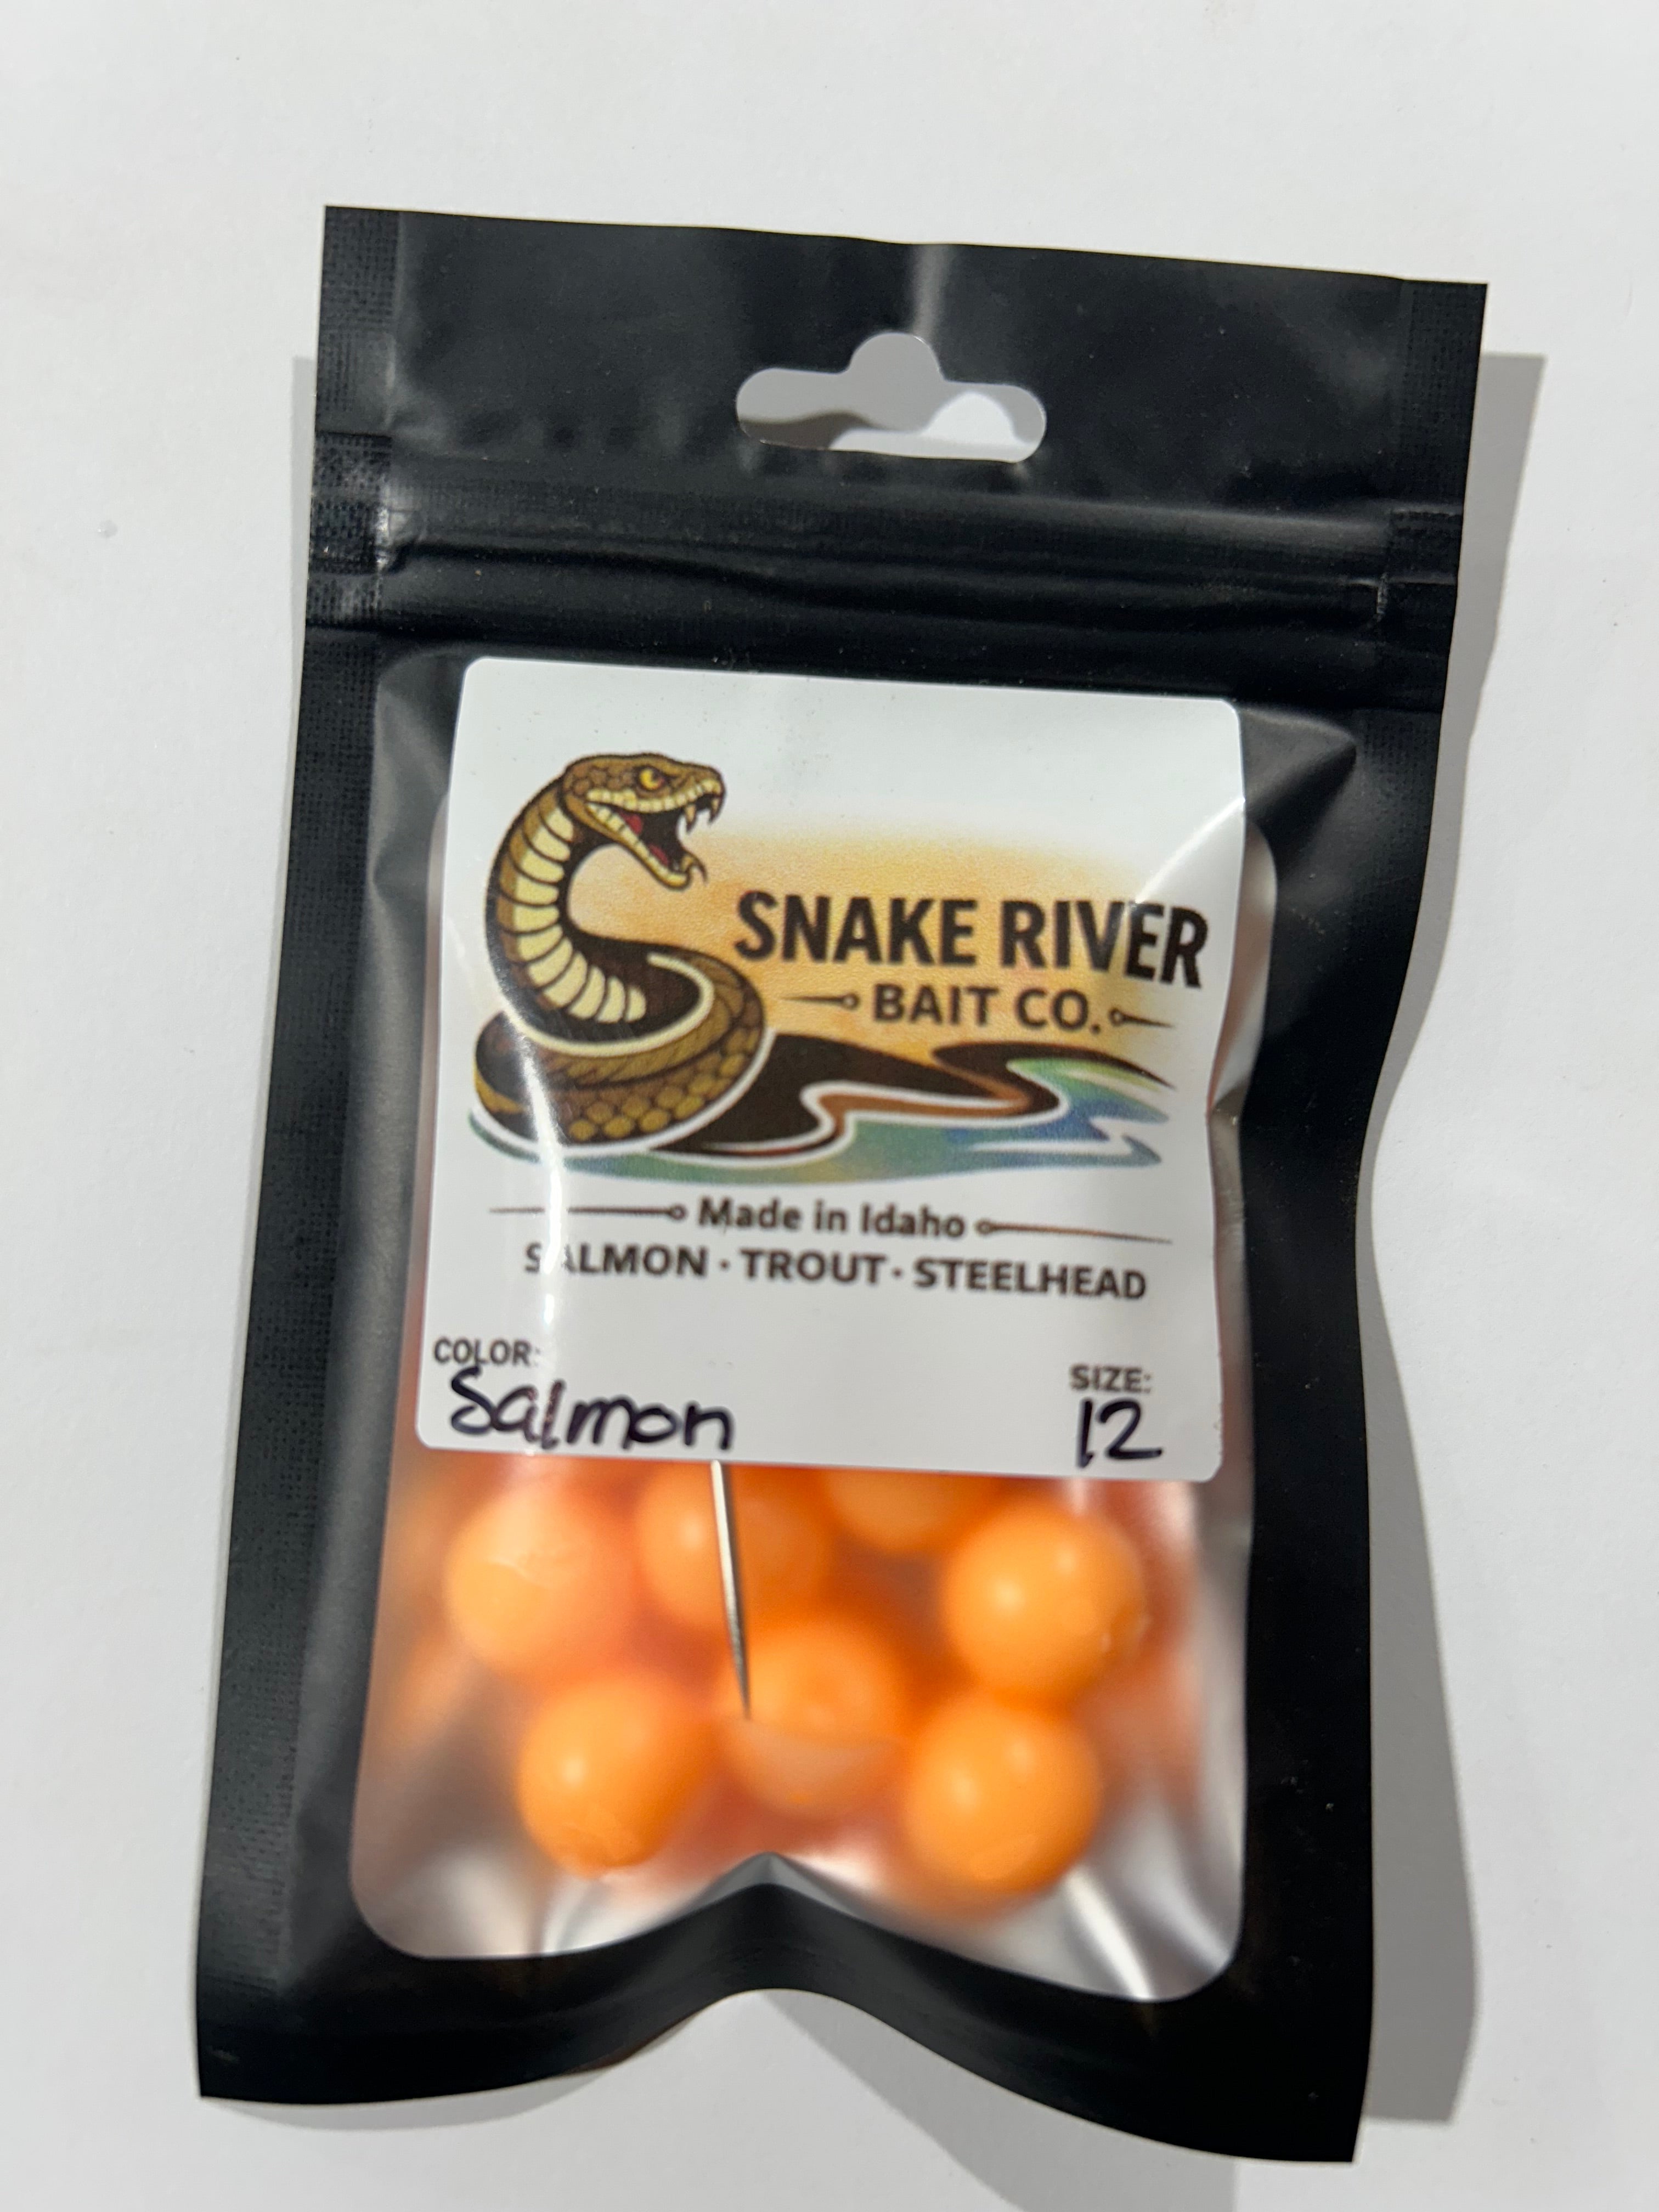 SNAKE RIVER
BAIT CO.
Made in Idaho
SALMON · TROUT · STEELHEAD
COLOR:
Salmon
SIZE:
12